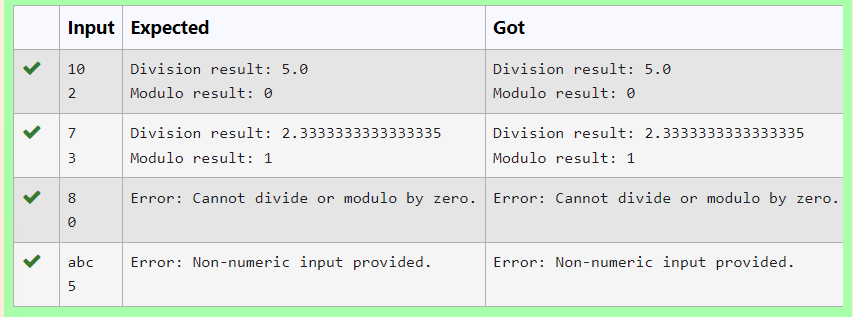 Input Expected Got
10 Division result: 5.0 Division result: 5.0
2 Modulo result: 0 Modulo result: 0
7 Division result: 2.3333333333333335 Division result: 2.3333333333333335
3 Modulo result: 1 Modulo result: 1
8 Error: Cannot divide or modulo by zero. Error: Cannot divide or modulo by zero.
0
abc Error: Non-numeric input provided. Error: Non-numeric input provided.
5